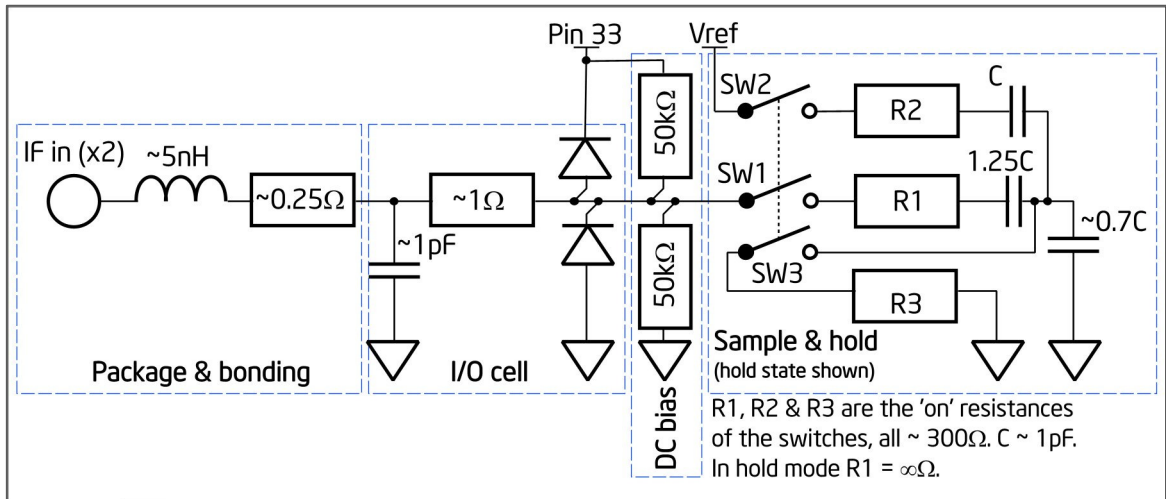 Pin 33
Vref
SW2
R2
C
50kΩ
IF in (x2)
~5nH
~0.25Ω
~1Ω
SW1
R1
1.25C
~1pF
~0.7C
50kΩ
SW3
R3
Package & bonding
I/O cell
DC bias
Sample & hold
(hold state shown)
R1, R2 & R3 are the 'on' resistances
of the switches, all ~ 300Ω. C ~ 1pF.
In hold mode R1 = ∞Ω.